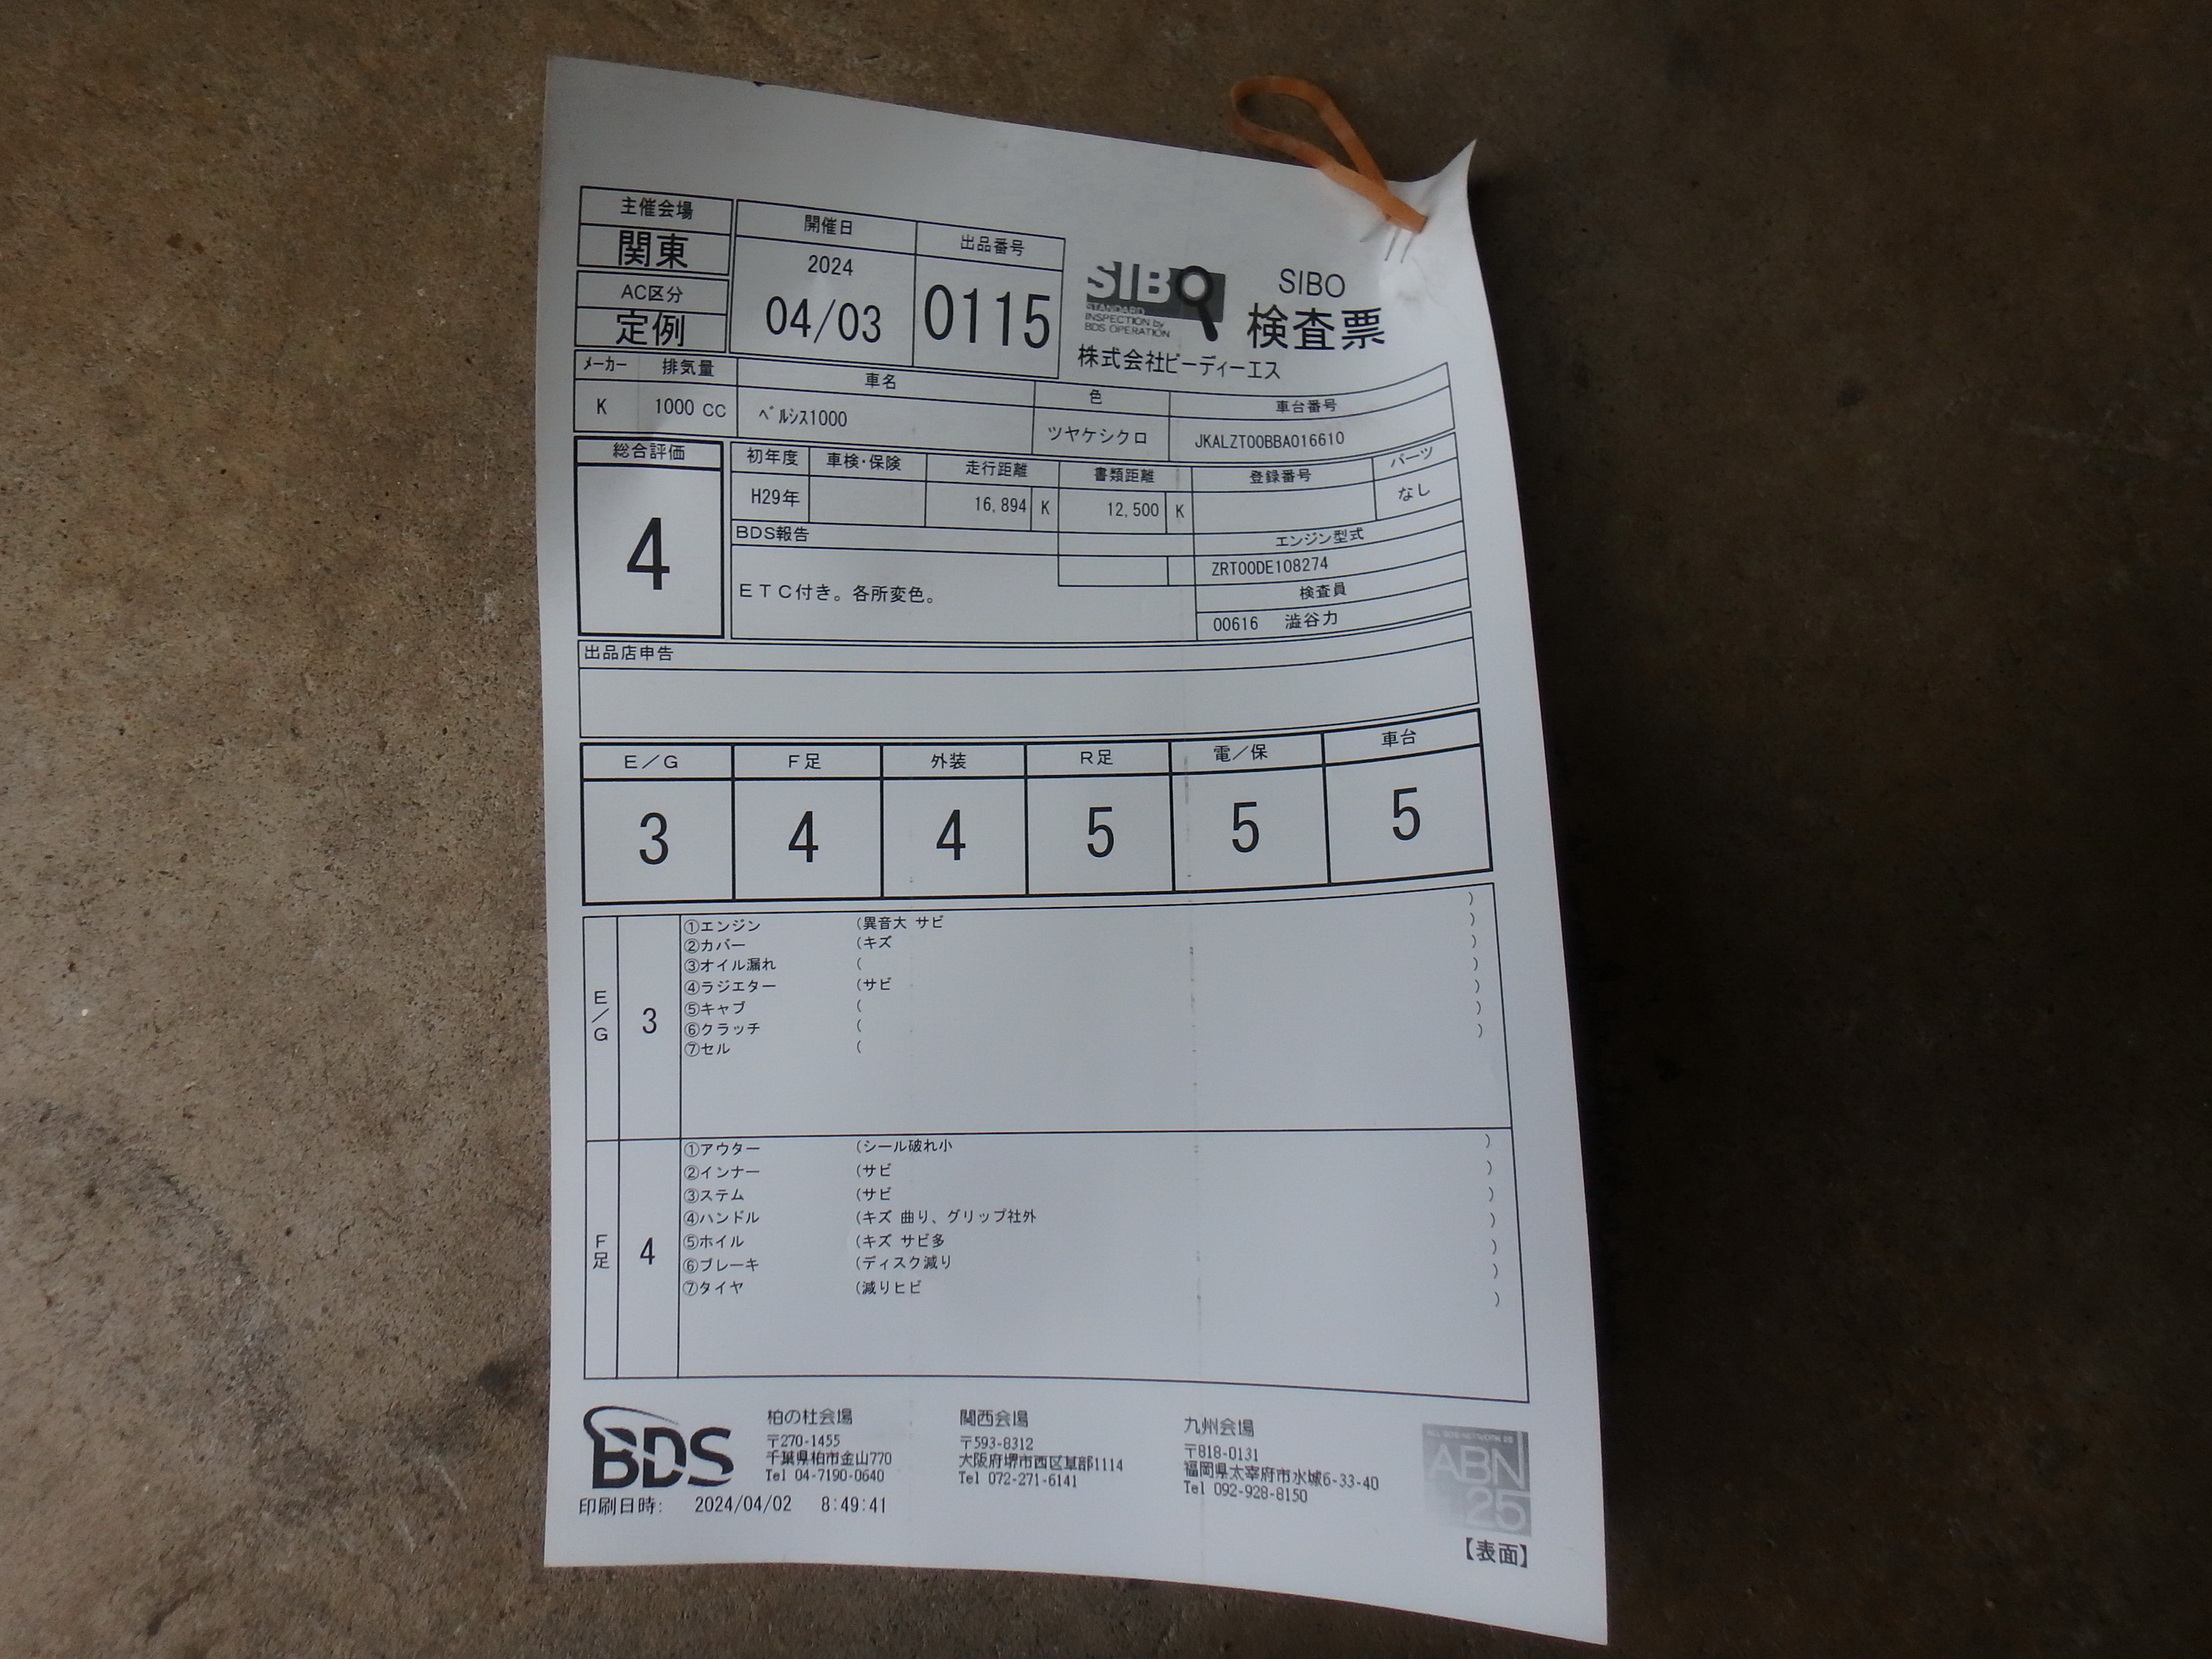 主催会場
関東
AC区分
定例
開催日
2024
04/03
出品番号
0115
SIBO
STANDARD
INSPECTION by
BDS OPERATION
SIBO
検査票
株式会社ビーディーエス
メーカー 排気量 車名 色 車台番号
K 1000 CC ベルシス1000 ツヤケシクロ JKALZT00BBA016610
総合評価
4
初年度 車検・保険 走行距離 書類距離 登録番号 パーツ
H29年 16,894 K 12,500 K なし
BDS報告
ETC付き。各所変色。
エンジン型式
ZRT00DE108274
検査員
00616 澁谷力
出品店申告
E/G F足 外装 R足 電/保 車台
3 4 4 5 5 5
E/G 3
①エンジン (異音大 サビ )
②カバー (キズ )
③オイル漏れ ( )
④ラジエター (サビ )
⑤キャブ ( )
⑥クラッチ ( )
⑦セル ( )
F足 4
①アウター (シール破れ小 )
②インナー (サビ )
③ステム (サビ )
④ハンドル (キズ 曲り、グリップ社外 )
⑤ホイル (キズ サビ多 )
⑥ブレーキ (ディスク減り )
⑦タイヤ (減りヒビ )
BDS
柏の杜会場
〒270-1455
千葉県柏市金山770
Tel 04-7190-0640
関西会場
〒593-8312
大阪府堺市西区草部1114
Tel 072-271-6141
九州会場
〒818-0131
福岡県太宰府市水城6-33-40
Tel 092-928-8150
ABN
25
印刷日時: 2024/04/02 8:49:41
【表面】